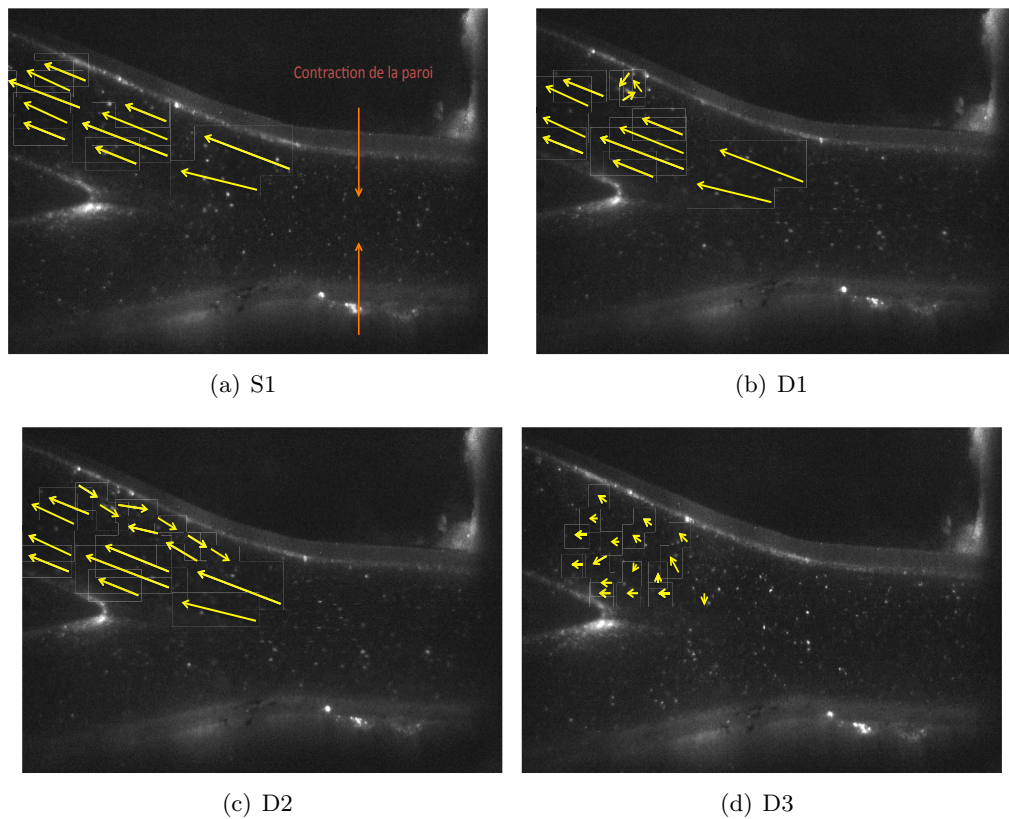 Contraction de la paroi
(a) S1
(b) D1
(c) D2
(d) D3